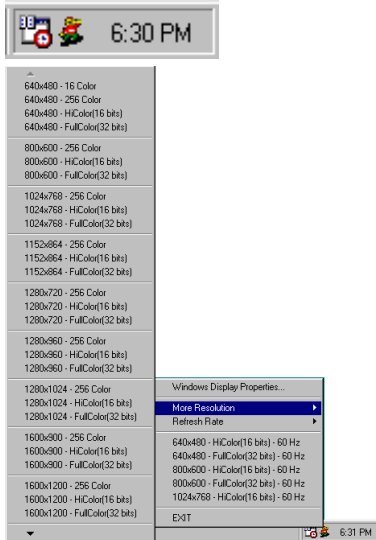 6:30 PM
640x480 - 16 Color
640x480 - 256 Color
640x480 - HiColor(16 bits)
640x480 - FullColor(32 bits)
800x600 - 256 Color
800x600 - HiColor(16 bits)
800x600 - FullColor(32 bits)
1024x768 - 256 Color
1024x768 - HiColor(16 bits)
1024x768 - FullColor(32 bits)
1152x864 - 256 Color
1152x864 - HiColor(16 bits)
1152x864 - FullColor(32 bits)
1280x720 - 256 Color
1280x720 - HiColor(16 bits)
1280x720 - FullColor(32 bits)
1280x960 - 256 Color
1280x960 - HiColor(16 bits)
1280x960 - FullColor(32 bits)
1280x1024 - 256 Color
1280x1024 - HiColor(16 bits)
1280x1024 - FullColor(32 bits)
1600x900 - 256 Color
1600x900 - HiColor(16 bits)
1600x900 - FullColor(32 bits)
1600x1200 - 256 Color
1600x1200 - HiColor(16 bits)
1600x1200 - FullColor(32 bits)
Windows Display Properties...
More Resolution
Refresh Rate
640x480 - HiColor(16 bits) - 60 Hz
640x480 - FullColor(32 bits) - 60 Hz
800x600 - HiColor(16 bits) - 60 Hz
800x600 - FullColor(32 bits) - 60 Hz
1024x768 - HiColor(16 bits) - 60 Hz
EXIT
6:31 PM